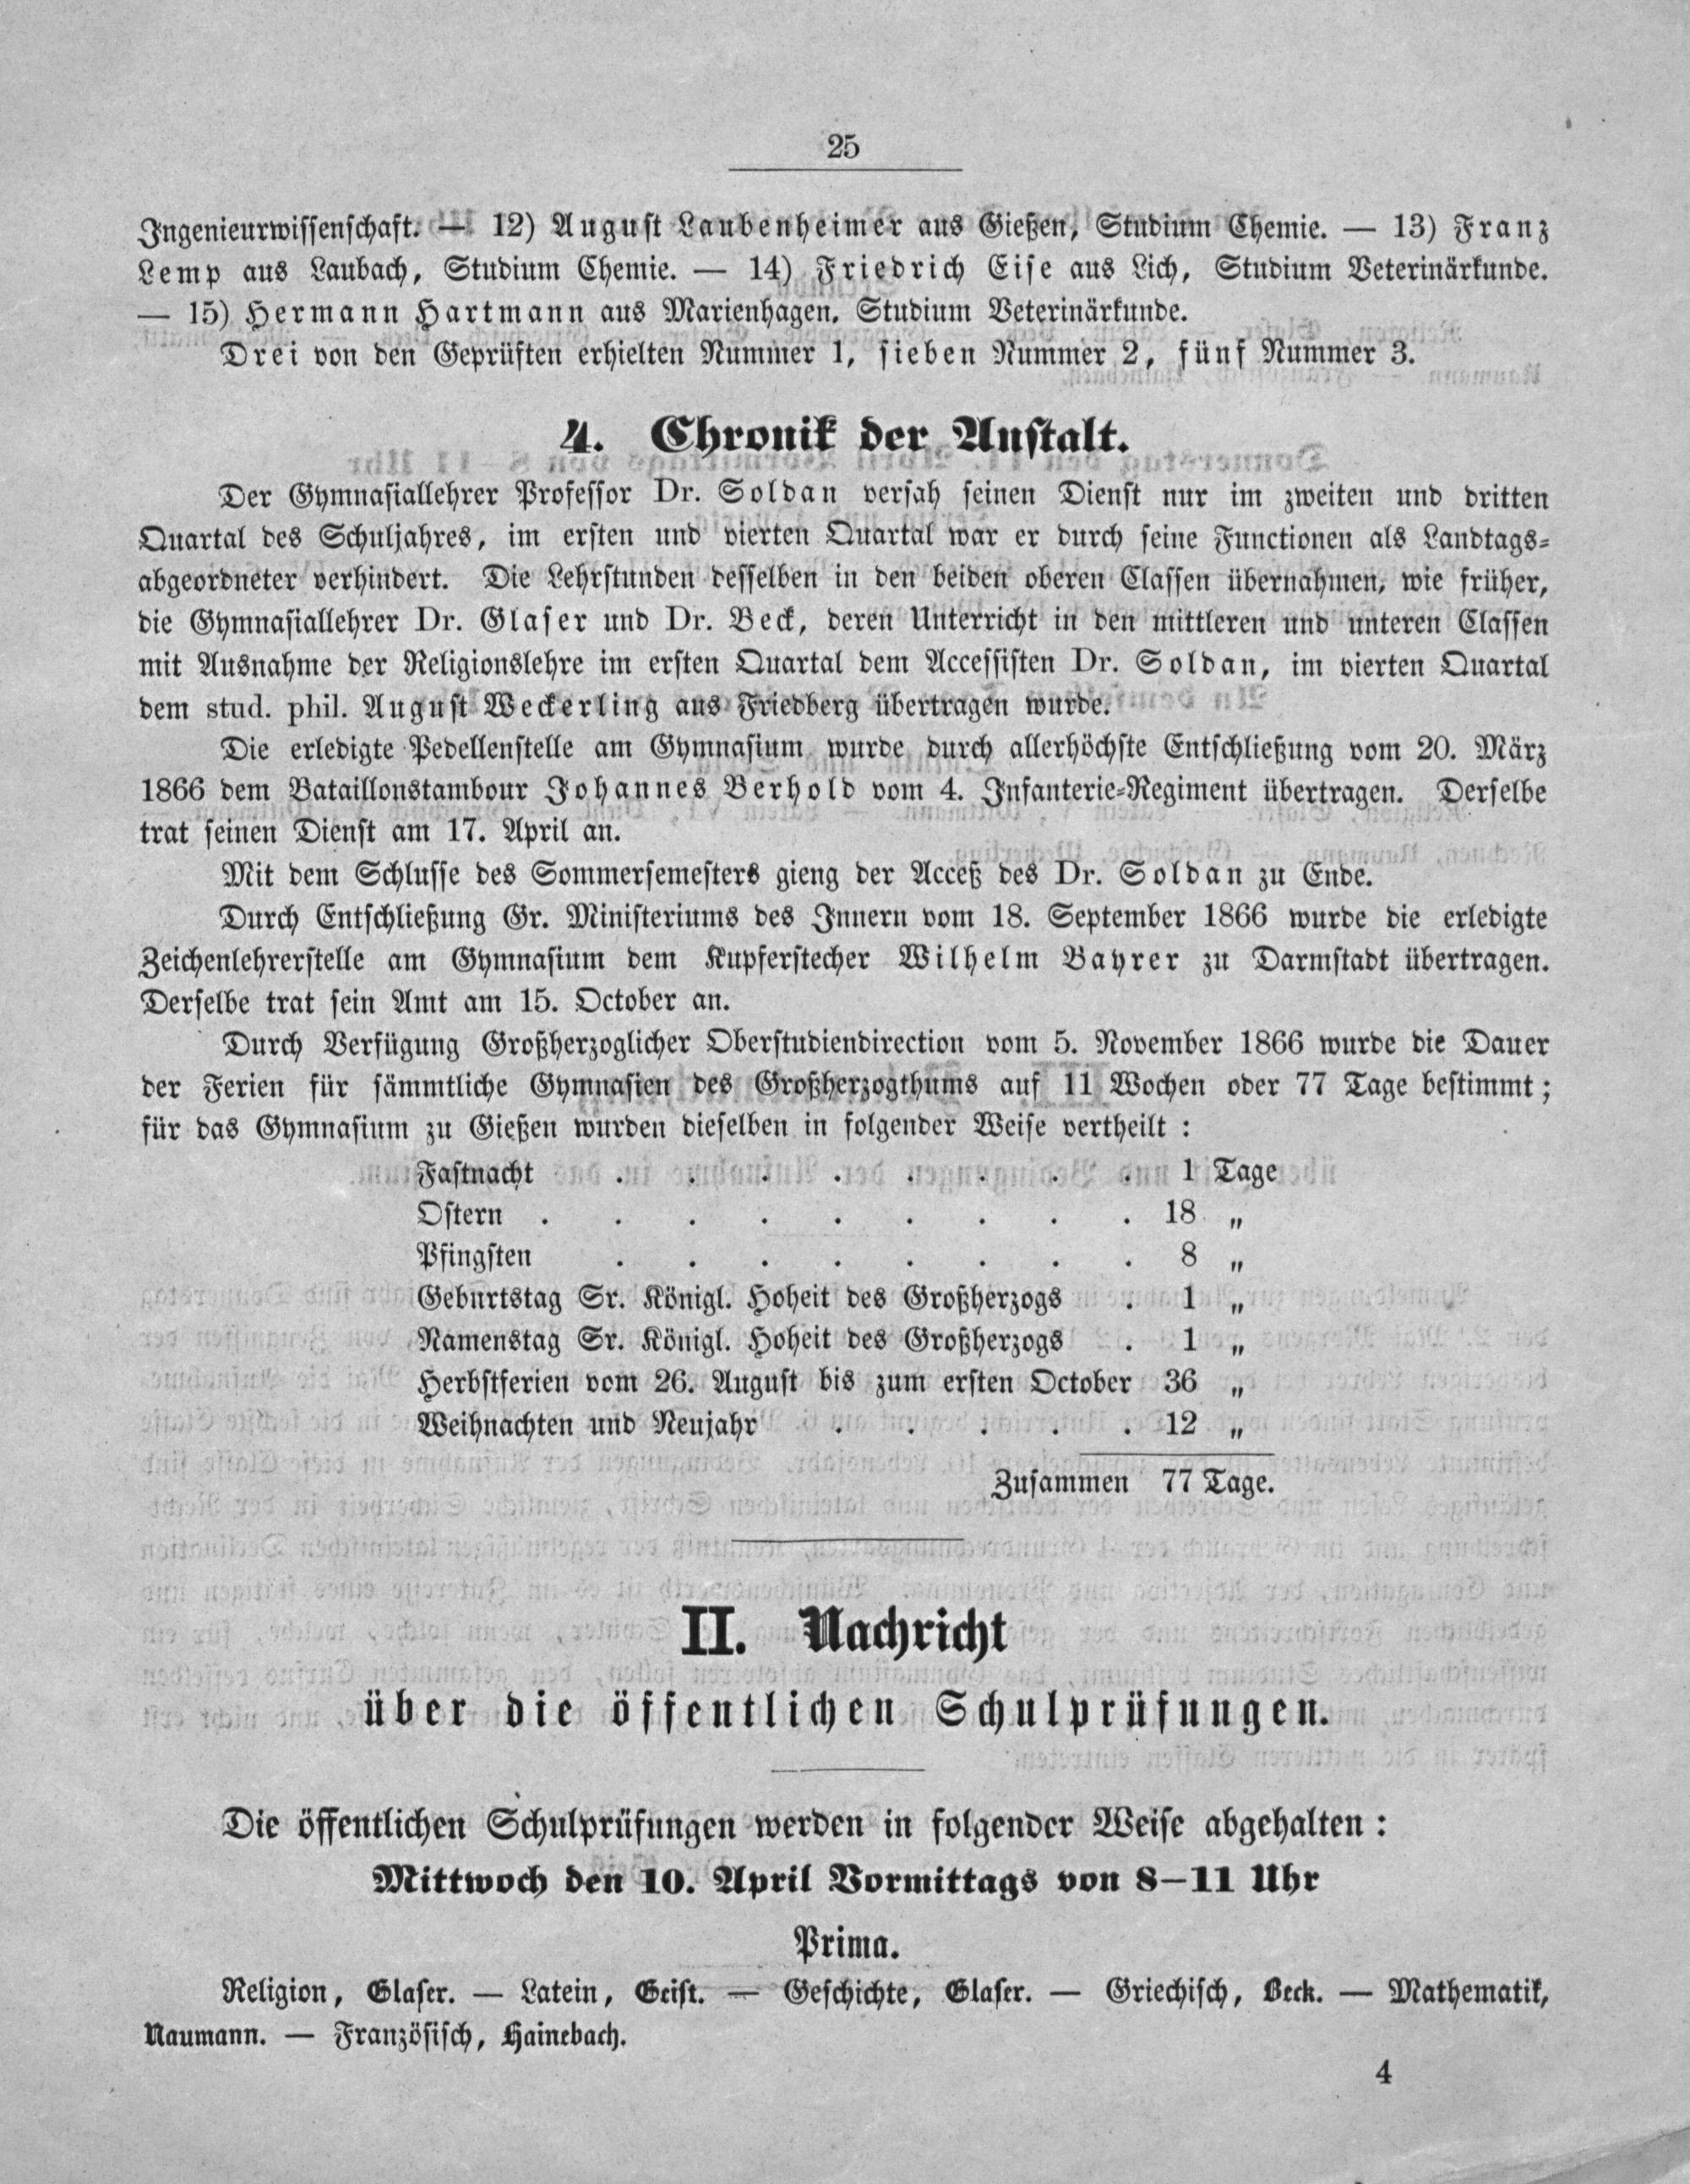 25
Ingenieurwissenschaft. — 12) August Laubenheimer aus Gießen, Studium Chemie. — 13) Franz
Lemp aus Laubach, Studium Chemie. — 14) Friedrich Eise aus Lich, Studium Veterinärkunde.
— 15) Hermann Hartmann aus Marienhagen, Studium Veterinärkunde.
Drei von den Geprüften erhielten Nummer 1, sieben Nummer 2, fünf Nummer 3.
4. Chronik der Anstalt.
Der Gymnasiallehrer Professor Dr. Soldan versah seinen Dienst nur im zweiten und dritten
Quartal des Schuljahres, im ersten und vierten Quartal war er durch seine Functionen als Landtags-
abgeordneter verhindert. Die Lehrstunden desselben in den beiden oberen Classen übernahmen, wie früher,
die Gymnasiallehrer Dr. Glaser und Dr. Beck, deren Unterricht in den mittleren und unteren Classen
mit Ausnahme der Religionslehre im ersten Quartal dem Accessisten Dr. Soldan, im vierten Quartal
dem stud. phil. August Weckerling aus Friedberg übertragen wurde.
Die erledigte Pedellenstelle am Gymnasium wurde durch allerhöchste Entschließung vom 20. März
1866 dem Bataillonstambour Johannes Berhold vom 4. Infanterie-Regiment übertragen. Derselbe
trat seinen Dienst am 17. April an.
Mit dem Schlusse des Sommersemesters gieng der Acceß des Dr. Soldan zu Ende.
Durch Entschließung Gr. Ministeriums des Innern vom 18. September 1866 wurde die erledigte
Zeichenlehrerstelle am Gymnasium dem Kupferstecher Wilhelm Bayrer zu Darmstadt übertragen.
Derselbe trat sein Amt am 15. October an.
Durch Verfügung Großherzoglicher Oberstudiendirection vom 5. November 1866 wurde die Dauer
der Ferien für sämmtliche Gymnasien des Großherzogthums auf 11 Wochen oder 77 Tage bestimmt;
für das Gymnasium zu Gießen wurden dieselben in folgender Weise vertheilt :
Fastnacht . . . . . . . . 1 Tage
Ostern . . . . . . . . . 18 „
Pfingsten . . . . . . . . 8 „
Geburtstag Sr. Königl. Hoheit des Großherzogs . 1 „
Namenstag Sr. Königl. Hoheit des Großherzogs . 1 „
Herbstferien vom 26. August bis zum ersten October 36 „
Weihnachten und Neujahr . . . . . 12 „
Zusammen 77 Tage.
II. Nachricht
über die öffentlichen Schulprüfungen.
Die öffentlichen Schulprüfungen werden in folgender Weise abgehalten :
Mittwoch den 10. April Vormittags von 8—11 Uhr
Prima.
Religion, Glaser. — Latein, Geist. — Geschichte, Glaser. — Griechisch, Beck. — Mathematik,
Naumann. — Französisch, Hainebach.
4